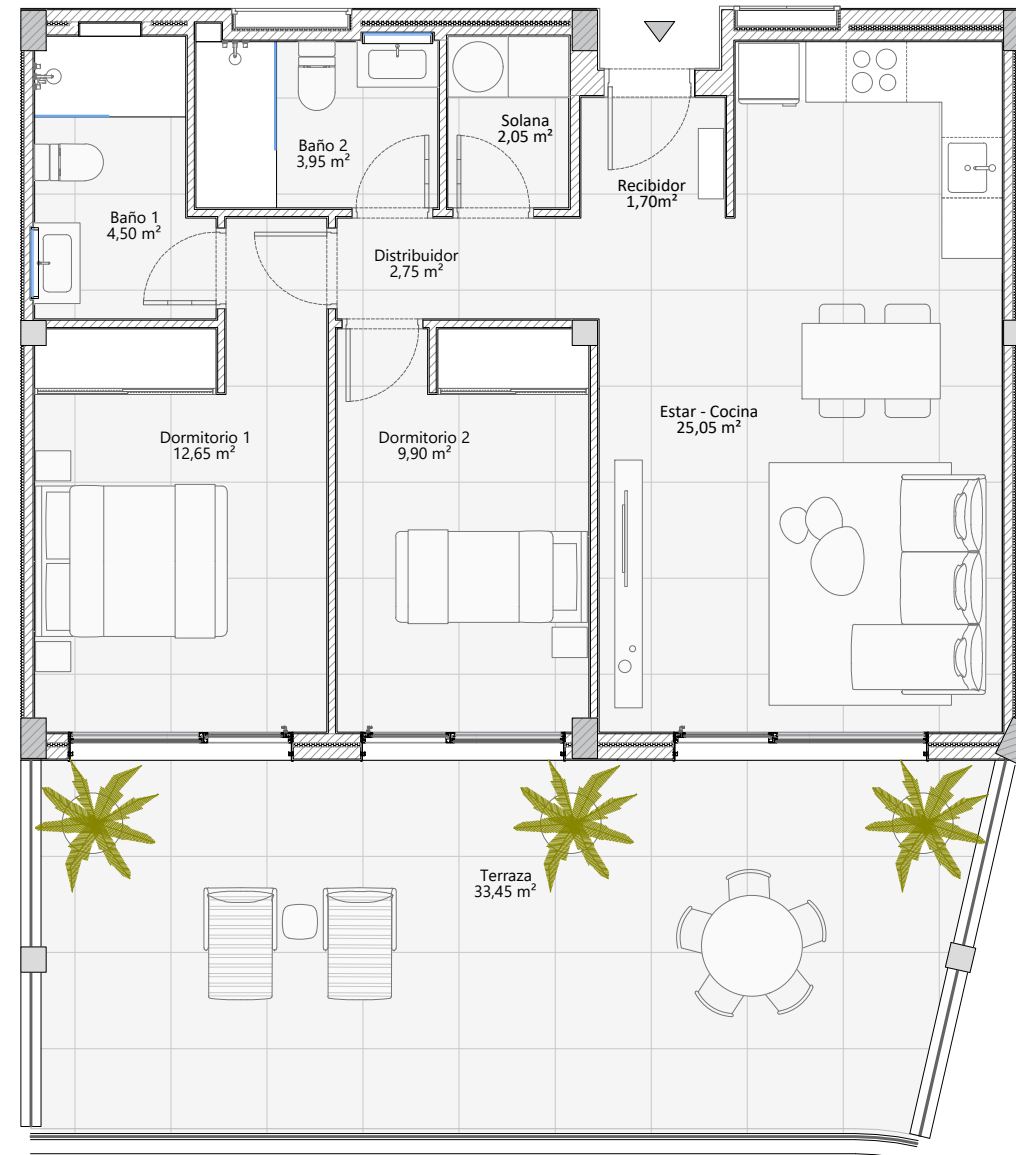 Solana
2,05 m²
Baño 2
3,95 m²
Recibidor
1,70m²
Baño 1
4,50 m²
Distribuidor
2,75 m²
Estar - Cocina
25,05 m²
Dormitorio 1
12,65 m²
Dormitorio 2
9,90 m²
Terraza
33,45 m²